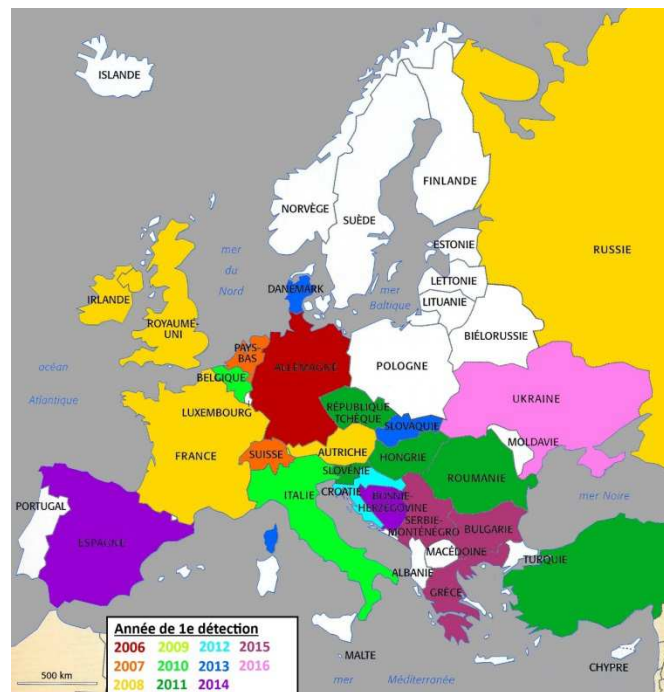 ISLANDE
FINLANDE
NORVÈGE
SUÈDE
ESTONIE
RUSSIE
mer
du
Nord
LETTONIE
DANEMARK
mer
Baltique
LITUANIE
IRLANDE
ROYAUME-
UNI
BIÉLORUSSIE
PAYS-
BAS
ALLEMAGNE
POLOGNE
océan
Atlantique
BELGIQUE
UKRAINE
LUXEMBOURG
RÉPUBLIQUE
TCHÈQUE
SLOVAQUIE
MOLDAVIE
FRANCE
SUISSE
AUTRICHE
HONGRIE
SLOVÉNIE
ROUMANIE
ITALIE
CROATIE
BOSNIE-
HERZÉGOVINE
mer Noire
PORTUGAL
SERBIE-
MONTÉNÉGRO
BULGARIE
ESPAGNE
MACÉDOINE
ALBANIE
TURQUIE
GRÈCE
Année de 1e détection
2006 2009 2012 2015
2007 2010 2013 2016
2008 2011 2014
500 km
MALTE
CHYPRE
mer Méditerranée